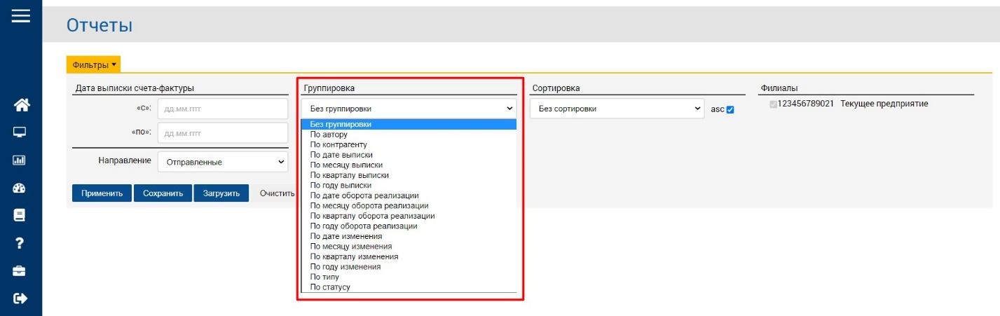 Отчеты
Фильтры
Дата выписки счета-фактуры
«с»: дд.мм.гггг
«по»: дд.мм.гггг
Направление Отправленные
Применить Сохранить Загрузить Очистить
Группировка
Без группировки
Без группировки
По автору
По контрагенту
По дате выписки
По месяцу выписки
По кварталу выписки
По году выписки
По дате оборота реализации
По месяцу оборота реализации
По кварталу оборота реализации
По году оборота реализации
По дате изменения
По месяцу изменения
По кварталу изменения
По году изменения
По типу
По статусу
Сортировка
Без сортировки asc
Филиалы
123456789021 Текущее предприятие